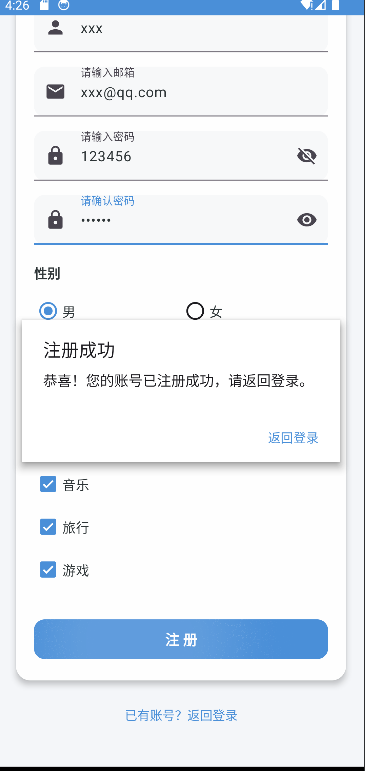 4:26
xxx
请输入邮箱
xxx@qq.com
请输入密码
123456
请确认密码
••••••
性别
男
女
注册成功
恭喜！您的账号已注册成功，请返回登录。
返回登录
音乐
旅行
游戏
注 册
已有账号？返回登录